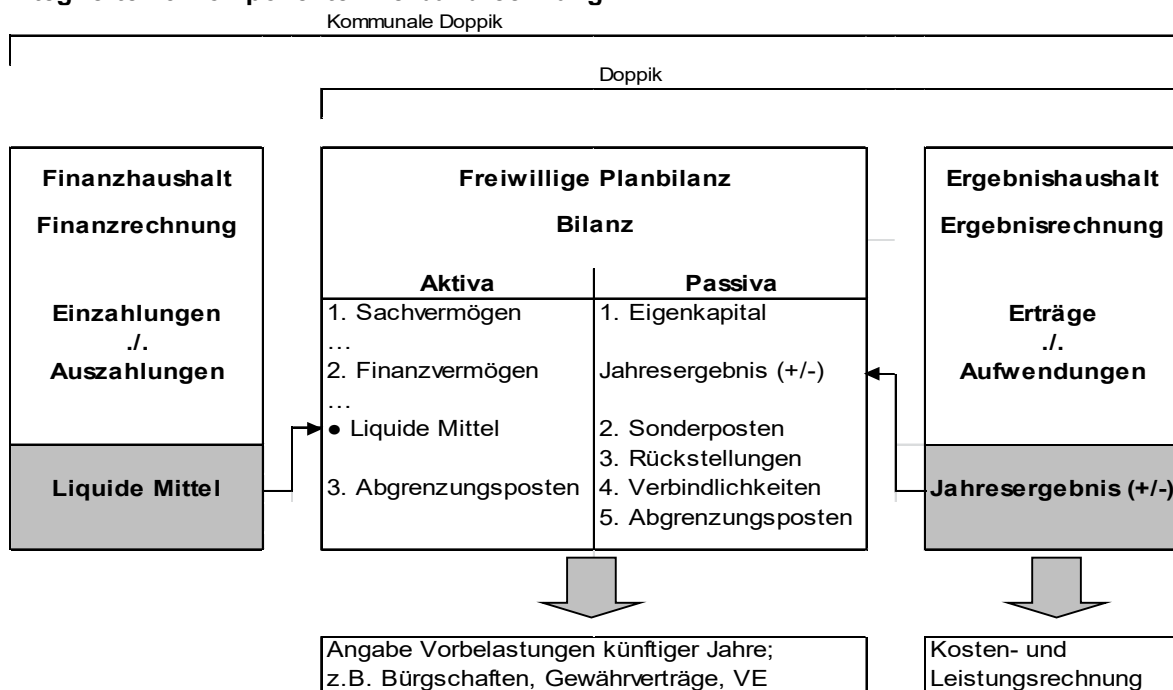 Kommunale Doppik
Doppik
Finanzhaushalt
Finanzrechnung
Einzahlungen
./.
Auszahlungen
Liquide Mittel
Freiwillige Planbilanz
Bilanz
Aktiva
1. Sachvermögen
...
2. Finanzvermögen
...
● Liquide Mittel
3. Abgrenzungsposten
Passiva
1. Eigenkapital
Jahresergebnis (+/-)
2. Sonderposten
3. Rückstellungen
4. Verbindlichkeiten
5. Abgrenzungsposten
Ergebnishaushalt
Ergebnisrechnung
Erträge
./.
Aufwendungen
Jahresergebnis (+/-)
Angabe Vorbelastungen künftiger Jahre;
z.B. Bürgschaften, Gewährverträge, VE
Kosten- und
Leistungsrechnung